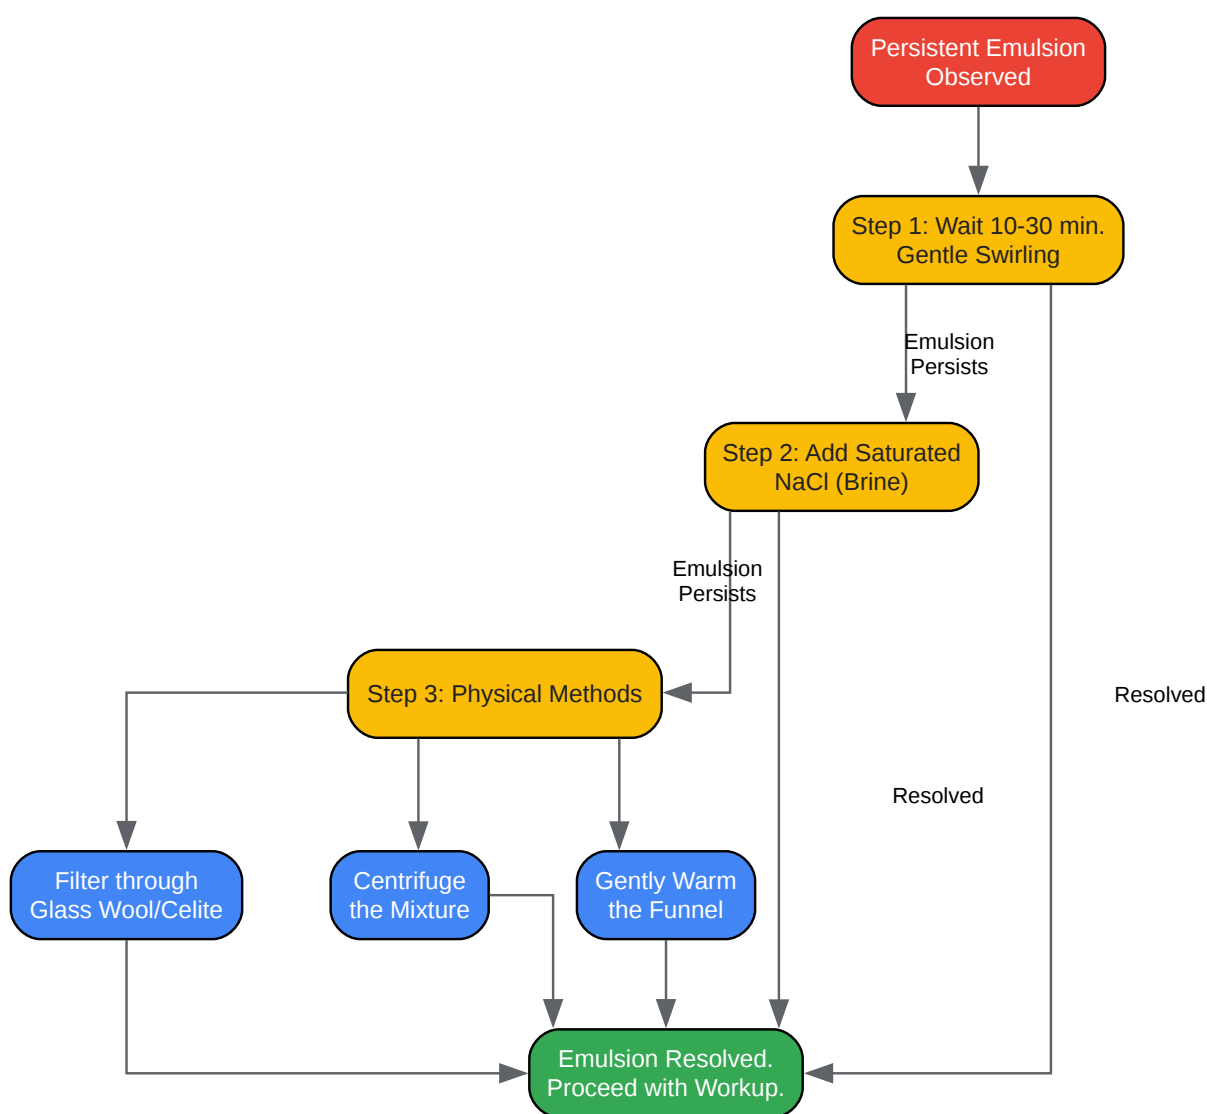 Persistent Emulsion
Observed
Step 1: Wait 10-30 min.
Gentle Swirling
Emulsion
Persists
Step 2: Add Saturated
NaCl (Brine)
Emulsion
Persists
Step 3: Physical Methods
Resolved
Resolved
Filter through
Glass Wool/Celite
Centrifuge
the Mixture
Gently Warm
the Funnel
Emulsion Resolved.
Proceed with Workup.